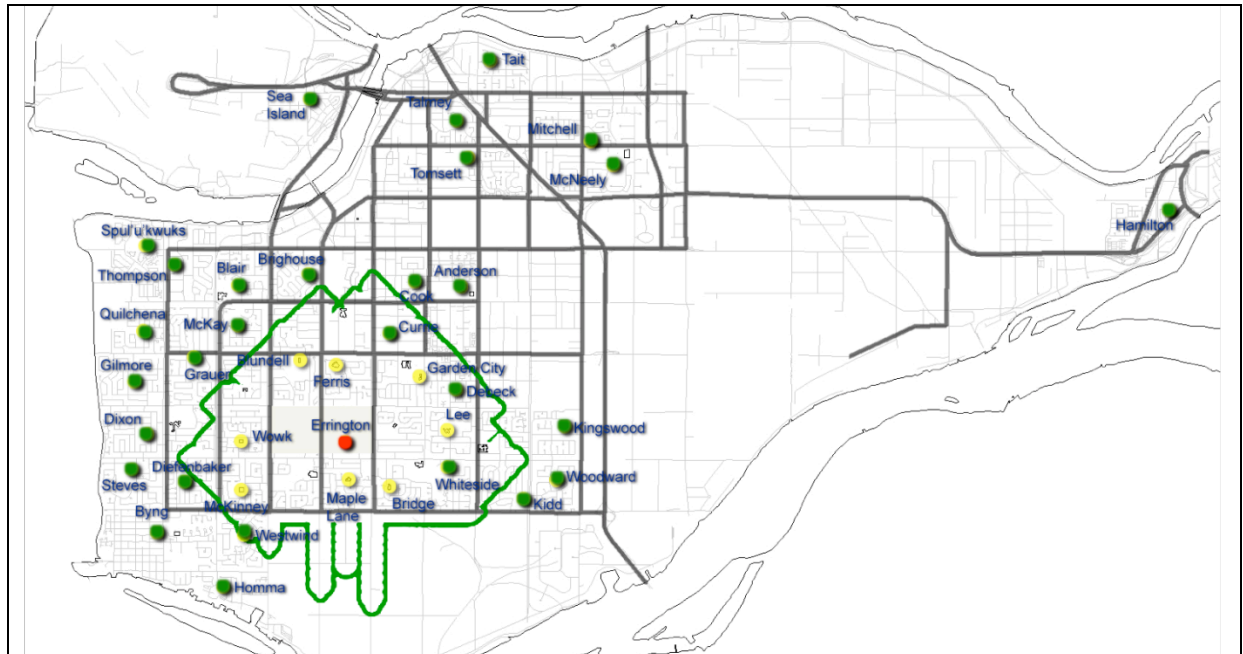 Tait
Sea
Island
Talmey
Mitchell
Tomsett
McNeely
Hamilton
Spul'u'kwuks
Thompson
Blair
Brighouse
Anderson
Cook
Quilchena
McKay
Currie
Blundell
Gilmore
Grauer
Ferris
Garden City
Debeck
Dixon
Wowk
Errington
Lee
Kingswood
Diefenbaker
Steves
Whiteside
Woodward
McKinney
Maple
Lane
Bridge
Kidd
Byng
Westwind
Homma